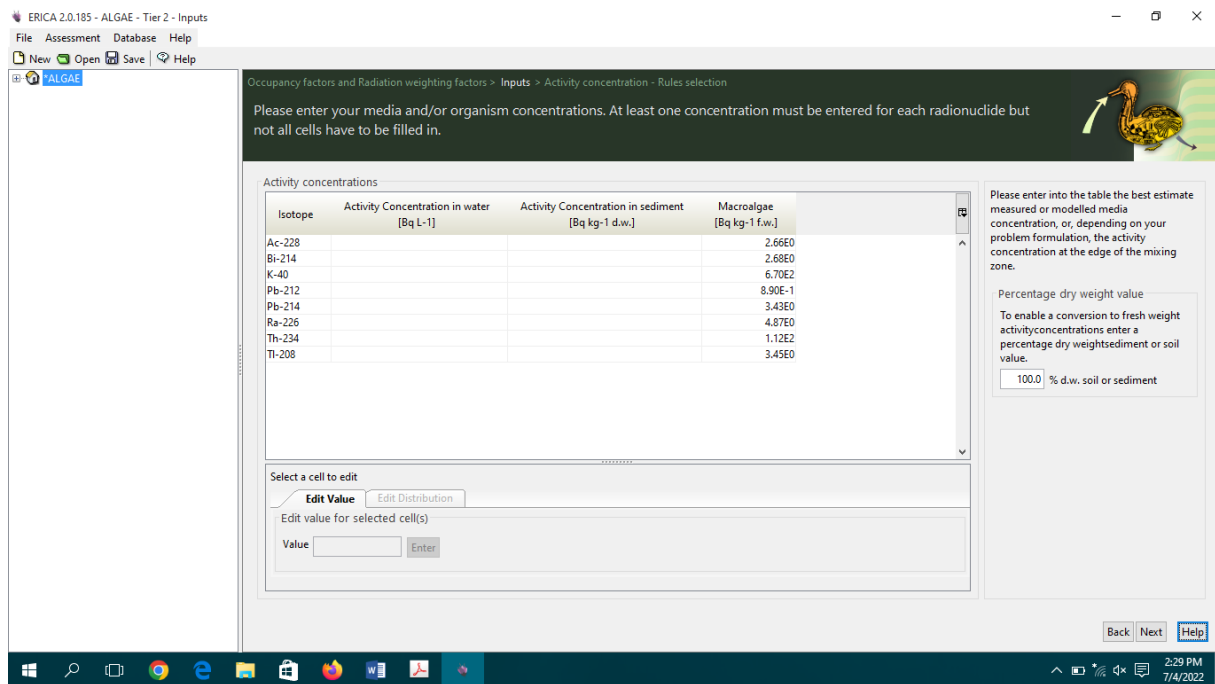 ERICA 2.0.185 - ALGAE - Tier 2 - Inputs
File Assessment Database Help
New Open Save Help
*ALGAE
Occupancy factors and Radiation weighting factors > Inputs > Activity concentration - Rules selection
Please enter your media and/or organism concentrations. At least one concentration must be entered for each radionuclide but
not all cells have to be filled in.
Activity concentrations
Isotope Activity Concentration in water [Bq L-1] Activity Concentration in sediment [Bq kg-1 d.w.] Macroalgae [Bq kg-1 f.w.]
Ac-228 2.66E0
Bi-214 2.68E0
K-40 6.70E2
Pb-212 8.90E-1
Pb-214 3.43E0
Ra-226 4.87E0
Th-234 1.12E2
Tl-208 3.45E0
Select a cell to edit
Edit Value Edit Distribution
Edit value for selected cell(s)
Value Enter
Please enter into the table the best estimate
measured or modelled media
concentration, or, depending on your
problem formulation, the activity
concentration at the edge of the mixing
zone.
Percentage dry weight value
To enable a conversion to fresh weight
activityconcentrations enter a
percentage dry weightsediment or soil
value.
100.0 % d.w. soil or sediment
Back Next Help
2:29 PM
7/4/2022